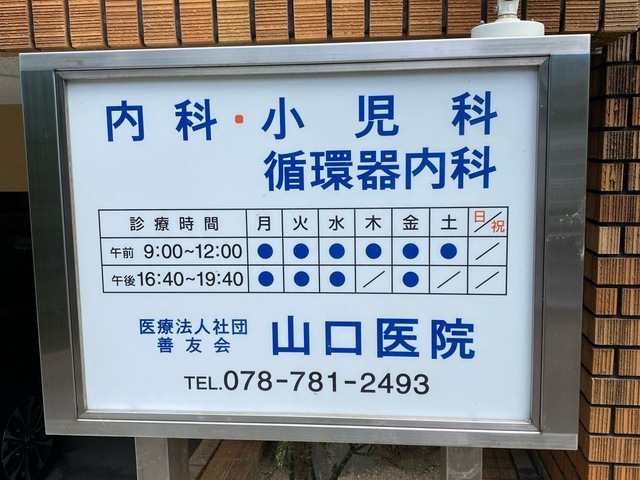 内科・小児科
循環器内科
診療時間 月 火 水 木 金 土 日/祝
午前 9:00~12:00 ● ● ● ● ● ● /
午後 16:40~19:40 ● ● ● / ● / /
医療法人社団
善友会
山口医院
TEL.078-781-2493